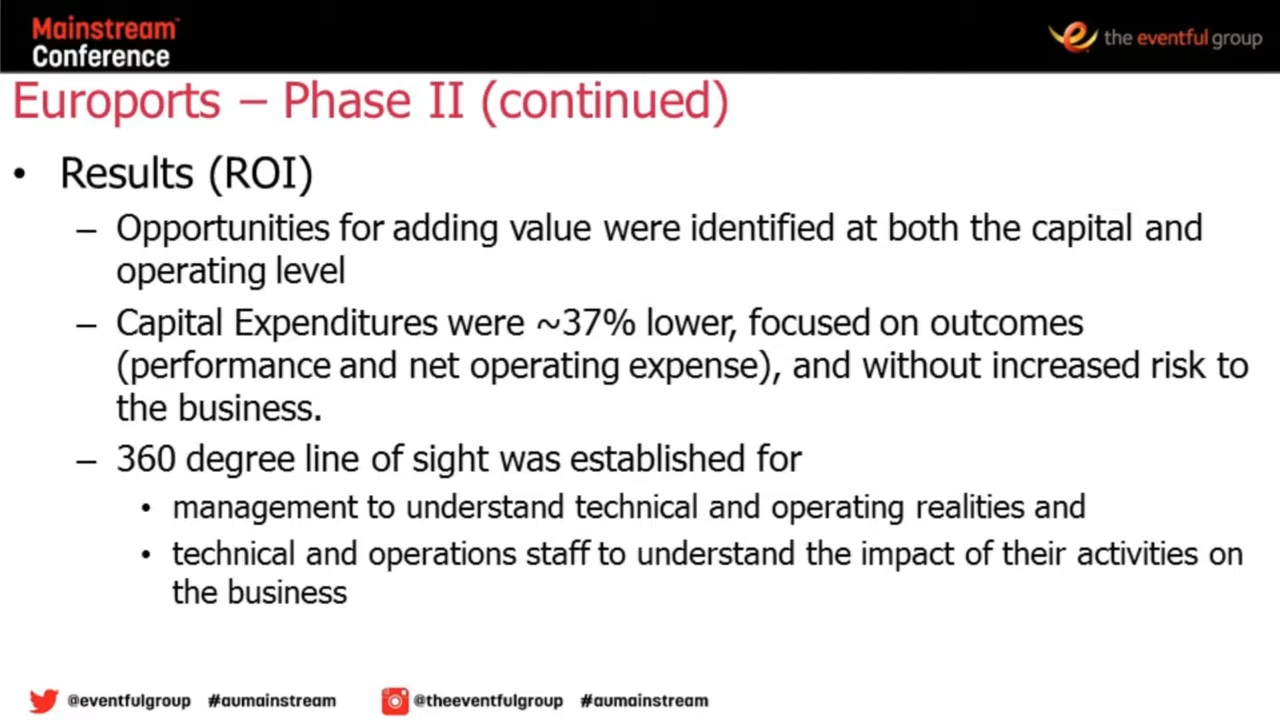 Mainstream™
Conference
the eventful group
Euroports – Phase II (continued)
• Results (ROI)
– Opportunities for adding value were identified at both the capital and
operating level
– Capital Expenditures were ~37% lower, focused on outcomes
(performance and net operating expense), and without increased risk to
the business.
– 360 degree line of sight was established for
• management to understand technical and operating realities and
• technical and operations staff to understand the impact of their activities on
the business
@eventfulgroup #aumainstream @theeventfulgroup #aumainstream